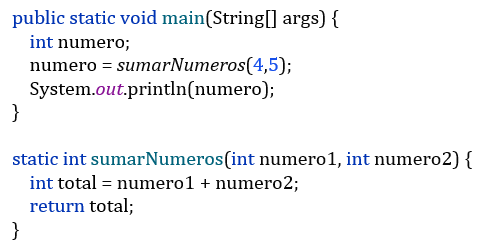 public static void main(String[] args) {
    int numero;
    numero = sumarNumeros(4,5);
    System.out.println(numero);
}

static int sumarNumeros(int numero1, int numero2) {
    int total = numero1 + numero2;
    return total;
}